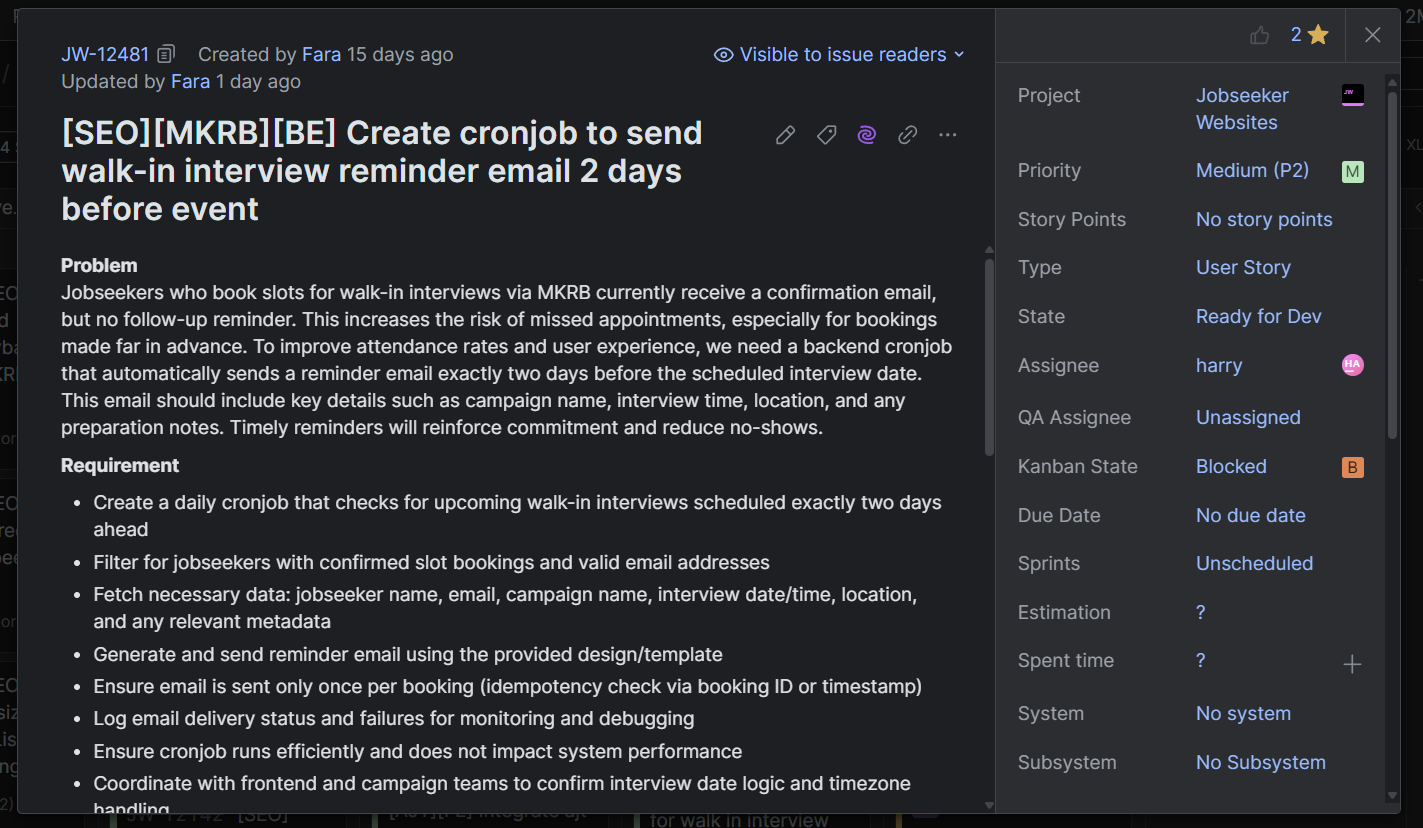 JW-12481 Created by Fara 15 days ago
Visible to issue readers
Updated by Fara 1 day ago
[SEO][MKRB][BE] Create cronjob to send
walk-in interview reminder email 2 days
before event
Problem
Jobseekers who book slots for walk-in interviews via MKRB currently receive a confirmation email,
but no follow-up reminder. This increases the risk of missed appointments, especially for bookings
made far in advance. To improve attendance rates and user experience, we need a backend cronjob
that automatically sends a reminder email exactly two days before the scheduled interview date.
This email should include key details such as campaign name, interview time, location, and any
preparation notes. Timely reminders will reinforce commitment and reduce no-shows.
Requirement
• Create a daily cronjob that checks for upcoming walk-in interviews scheduled exactly two days
ahead
• Filter for jobseekers with confirmed slot bookings and valid email addresses
• Fetch necessary data: jobseeker name, email, campaign name, interview date/time, location,
and any relevant metadata
• Generate and send reminder email using the provided design/template
• Ensure email is sent only once per booking (idempotency check via booking ID or timestamp)
• Log email delivery status and failures for monitoring and debugging
• Ensure cronjob runs efficiently and does not impact system performance
• Coordinate with frontend and campaign teams to confirm interview date logic and timezone
handling
2
Project Jobseeker Websites JW
Priority Medium (P2) M
Story Points No story points
Type User Story
State Ready for Dev
Assignee harry HA
QA Assignee Unassigned
Kanban State Blocked B
Due Date No due date
Sprints Unscheduled
Estimation ?
Spent time ?
System No system
Subsystem No Subsystem
for walk in interview